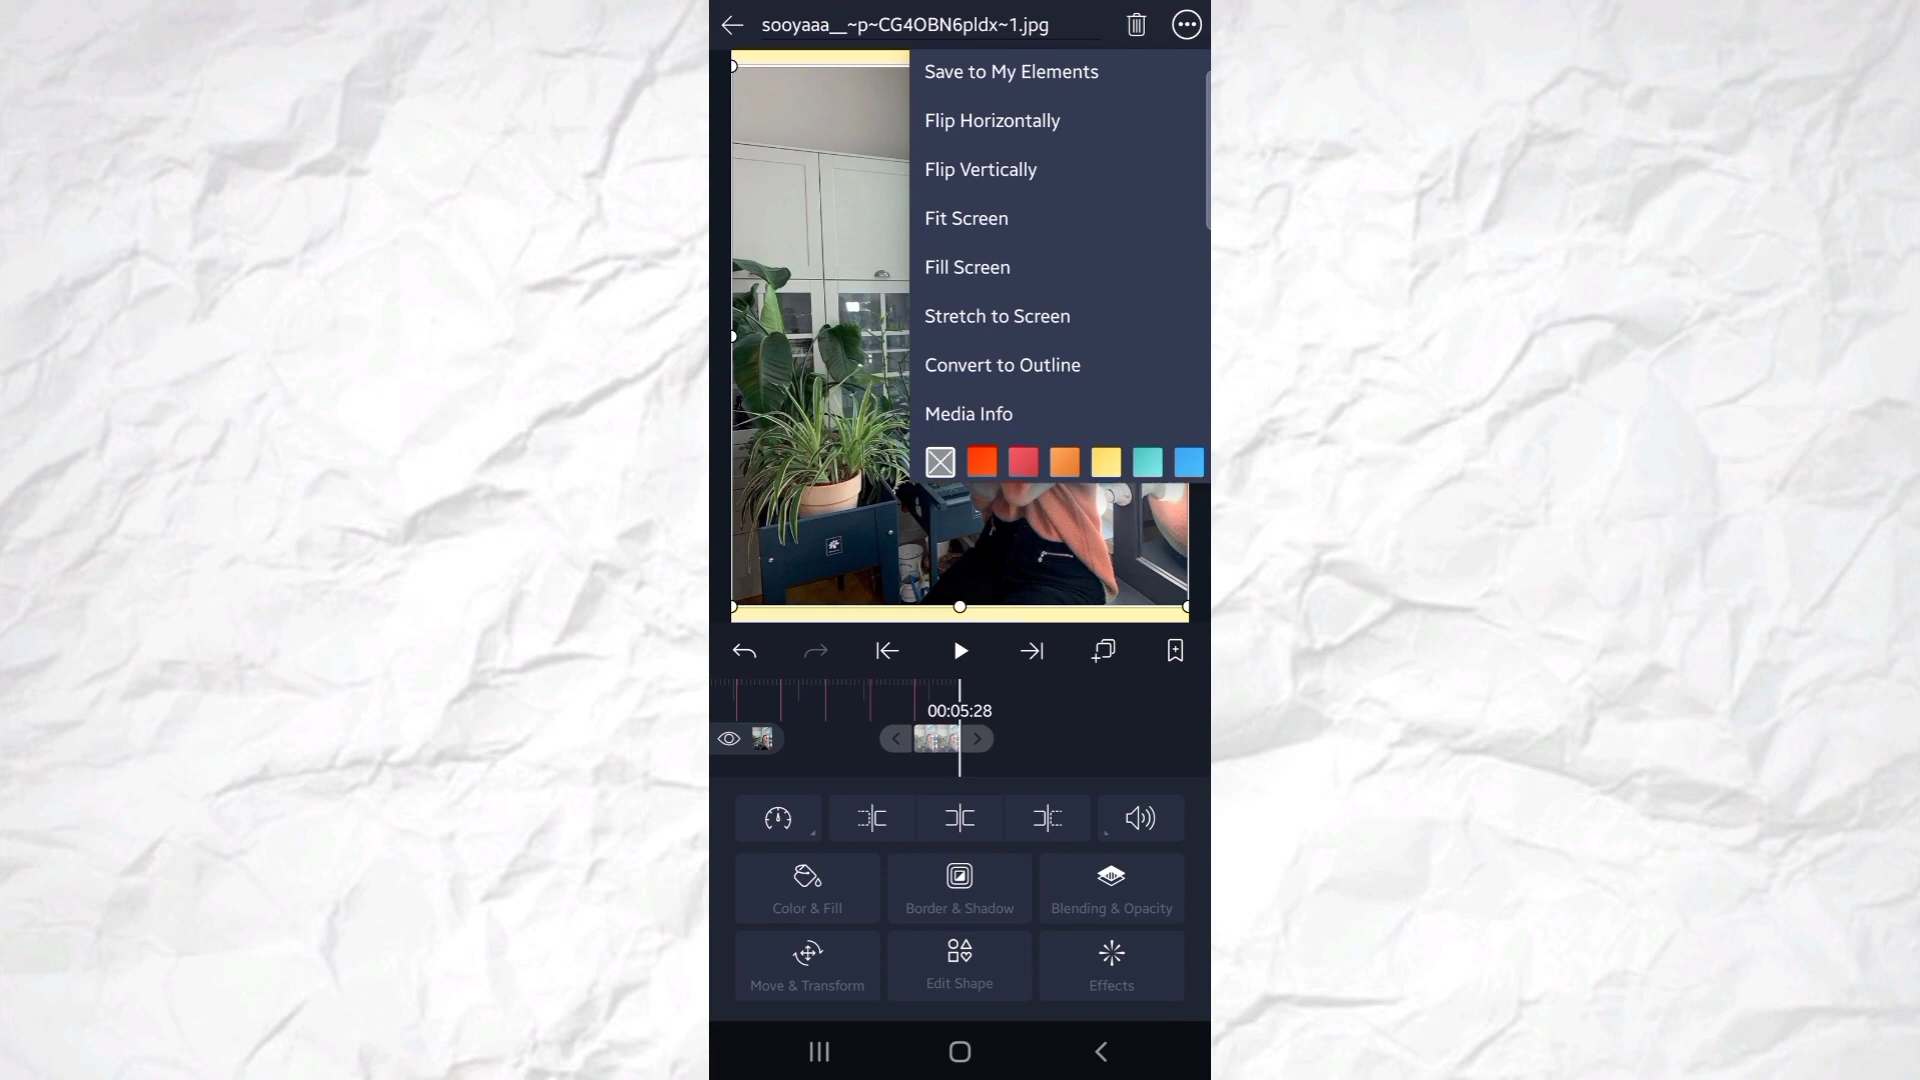 sooyaaa__~p~CG4OBN6pldx~1.jpg
Save to My Elements
Flip Horizontally
Flip Vertically
Fit Screen
Fill Screen
Stretch to Screen
Convert to Outline
Media Info
00:05:28
Color & Fill
Border & Shadow
Blending & Opacity
Move & Transform
Edit Shape
Effects